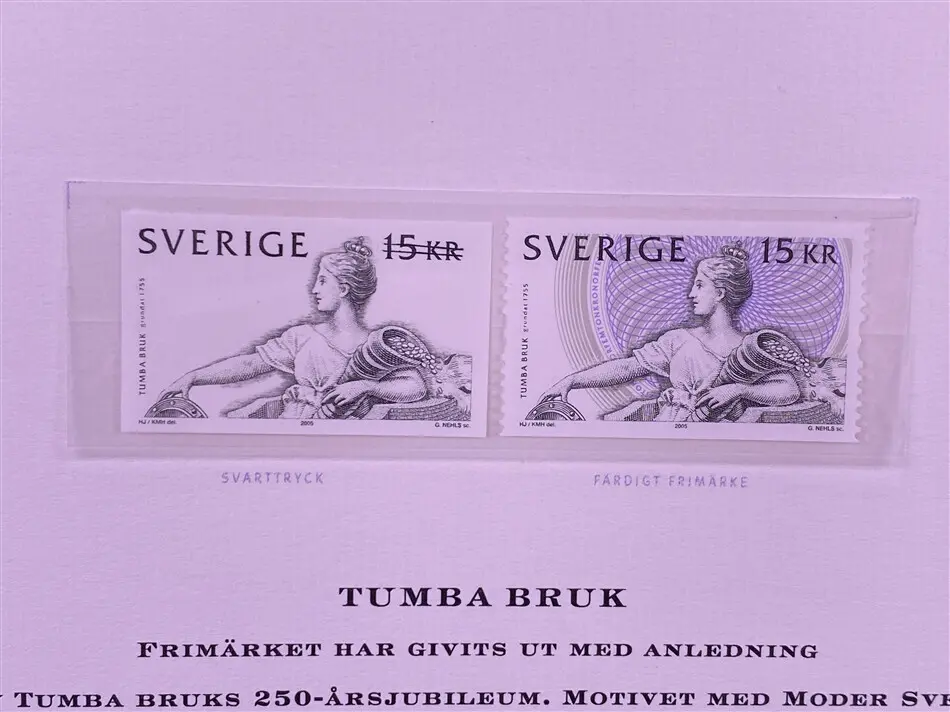 SVERIGE 15 KR
TUMBA BRUK grundat 1755
HJ / KMH del. 2005 G. NEHLS sc.
SVERIGE 15 KR
TUMBA BRUK grundat 1755
HJ / KMH del. 2005 G. NEHLS sc.
SVARTTRYCK
FÄRDIGT FRIMÄRKE
TUMBA BRUK
FRIMÄRKET HAR GIVITS UT MED ANLEDNING
TUMBA BRUKS 250-ÅRSJUBILEUM. MOTIVET MED MODER